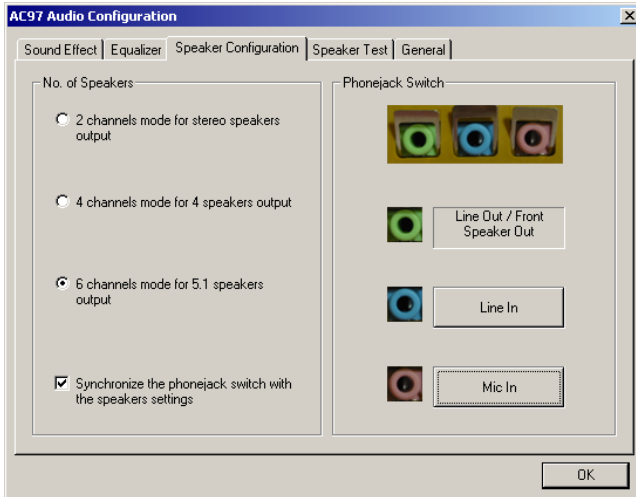 AC97 Audio Configuration
Sound Effect
Equalizer
Speaker Configuration
Speaker Test
General
No. of Speakers
2 channels mode for stereo speakers
output
4 channels mode for 4 speakers output
6 channels mode for 5.1 speakers
output
Synchronize the phonejack switch with
the speakers settings
Phonejack Switch
Line Out / Front
Speaker Out
Line In
Mic In
OK